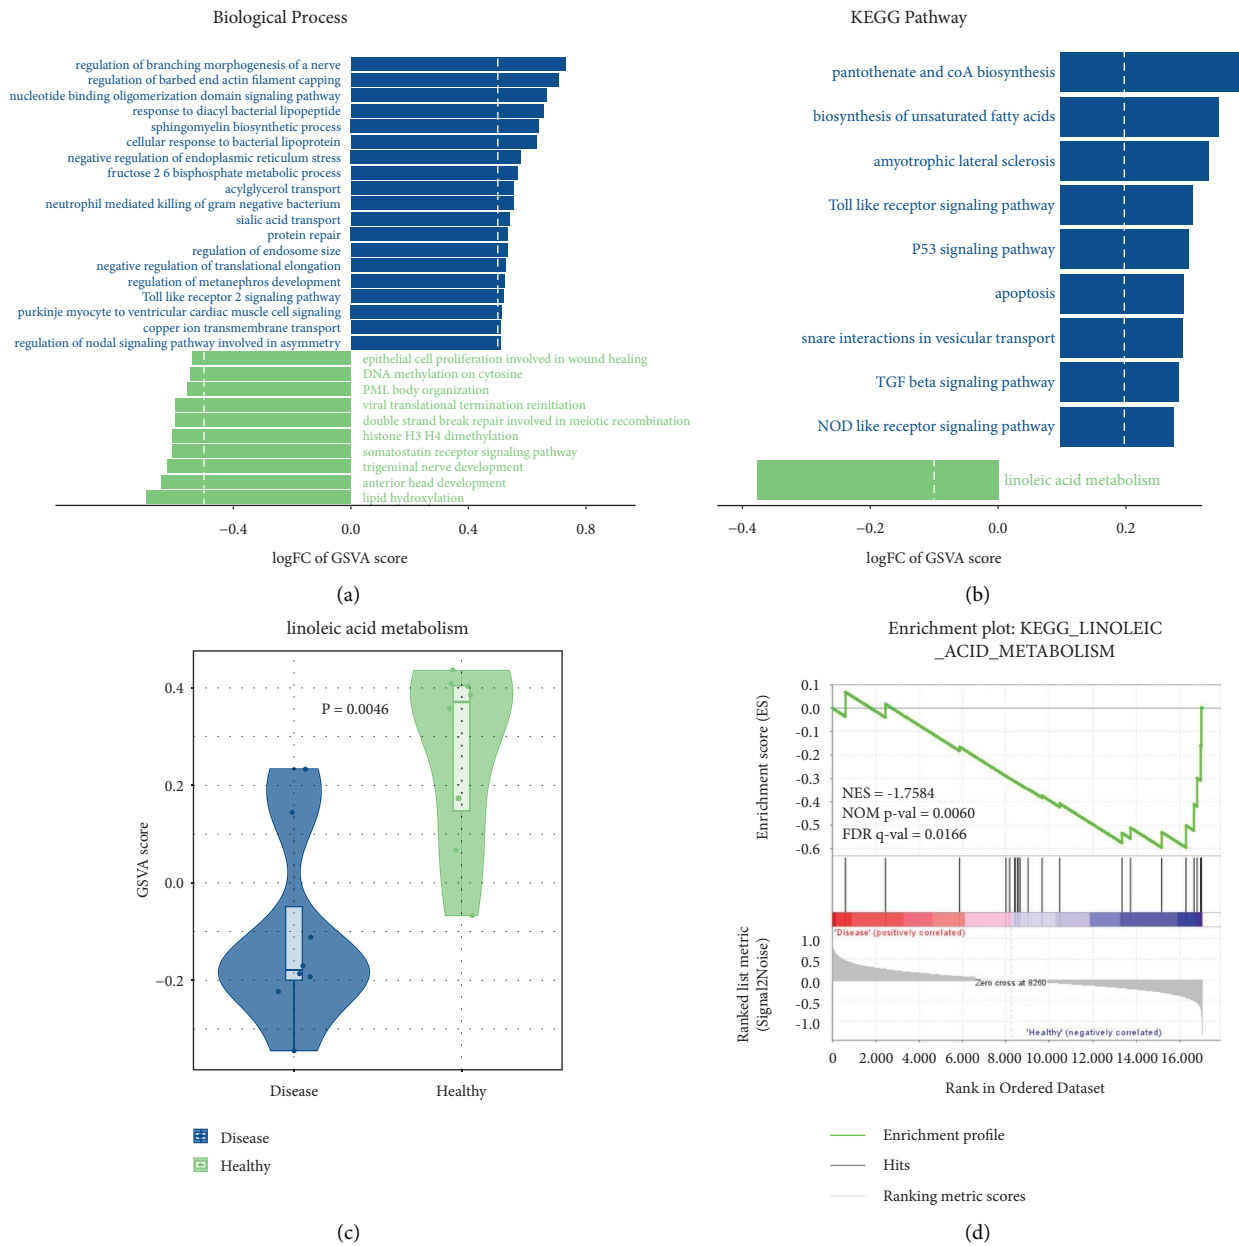 Biological Process
regulation of branching morphogenesis of a nerve
regulation of barbed end actin filament capping
nucleotide binding oligomerization domain signaling pathway
response to diacyl bacterial lipopeptide
sphingomyelin biosynthetic process
cellular response to bacterial lipoprotein
negative regulation of endoplasmic reticulum stress
fructose 2 6 bisphosphate metabolic process
acylglycerol transport
neutrophil mediated killing of gram negative bacterium
sialic acid transport
protein repair
regulation of endosome size
negative regulation of translational elongation
regulation of metanephros development
Toll like receptor 2 signaling pathway
purkinje myocyte to ventricular cardiac muscle cell signaling
copper ion transmembrane transport
regulation of nodal signaling pathway involved in asymmetry
epithelial cell proliferation involved in wound healing
DNA methylation on cytosine
PML body organization
viral translational termination reinitiation
double strand break repair involved in meiotic recombination
histone H3 H4 dimethylation
somatostatin receptor signaling pathway
trigeminal nerve development
anterior head development
lipid hydroxylation
−0.4 0.0 0.4 0.8
logFC of GSVA score
(a)
KEGG Pathway
pantothenate and coA biosynthesis
biosynthesis of unsaturated fatty acids
amyotrophic lateral sclerosis
Toll like receptor signaling pathway
P53 signaling pathway
apoptosis
snare interactions in vesicular transport
TGF beta signaling pathway
NOD like receptor signaling pathway
linoleic acid metabolism
−0.4 −0.2 0.0 0.2
logFC of GSVA score
(b)
linoleic acid metabolism
GSVA score
0.4
0.2
0.0
−0.2
P = 0.0046
Disease Healthy
Disease
Healthy
(c)
Enrichment plot: KEGG_LINOLEIC
_ACID_METABOLISM
Enrichment score (ES)
0.1
0.0
-0.1
-0.2
-0.3
-0.4
-0.5
-0.6
NES = -1.7584
NOM p-val = 0.0060
FDR q-val = 0.0166
'Disease' (positively correlated)
Ranked list metric
(Signal2Noise)
1.0
0.5
0.0
-0.5
-1.0
Zero cross at 8260
'Healthy' (negatively correlated)
0 2.000 4.000 6.000 8.000 10.000 12.000 14.000 16.000
Rank in Ordered Dataset
Enrichment profile
Hits
Ranking metric scores
(d)